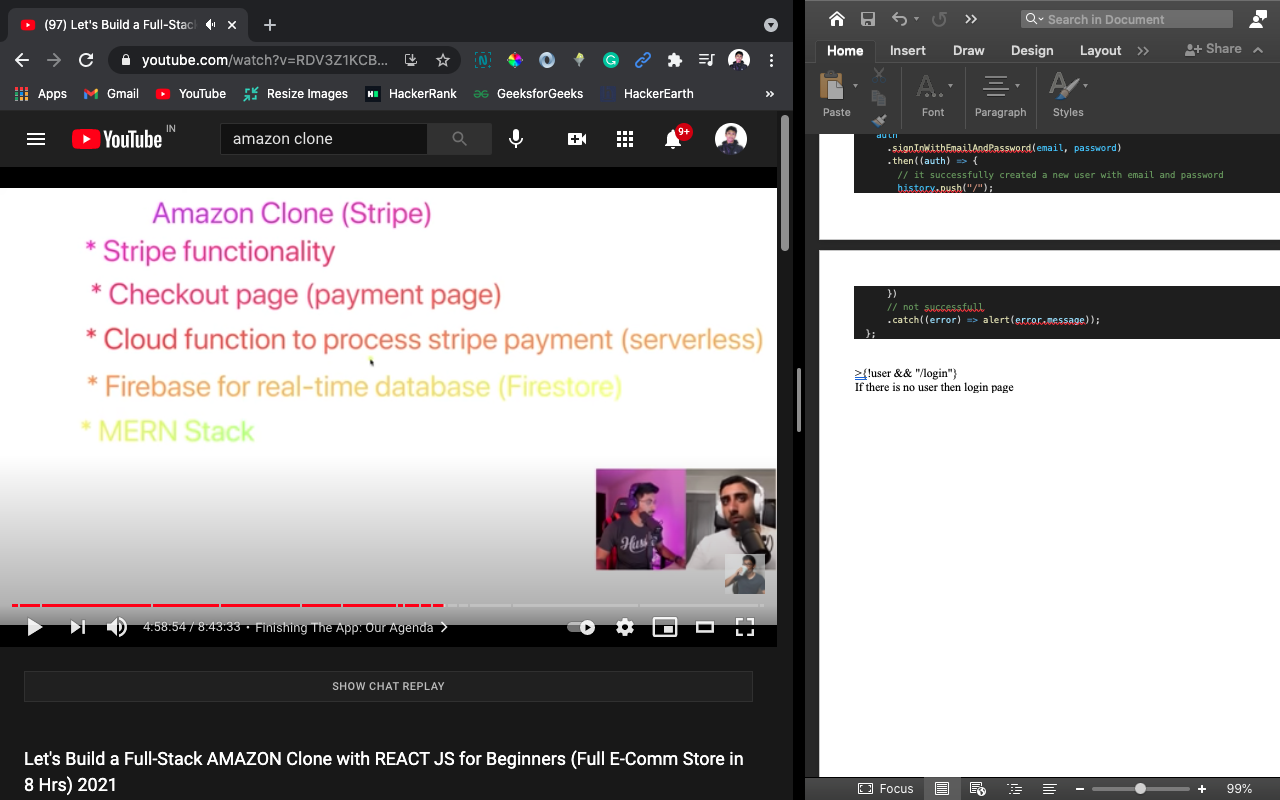 (97) Let's Build a Full-Stac
youtube.com/watch?v=RDV3Z1KCB...
Apps
Gmail
YouTube
Resize Images
HackerRank
GeeksforGeeks
HackerEarth
»
YouTube IN
amazon clone
9+
Amazon Clone (Stripe)
* Stripe functionality
* Checkout page (payment page)
* Cloud function to process stripe payment (serverless)
* Firebase for real-time database (Firestore)
* MERN Stack
4:58:54 / 8:43:33 • Finishing The App: Our Agenda
SHOW CHAT REPLAY
Let's Build a Full-Stack AMAZON Clone with REACT JS for Beginners (Full E-Comm Store in
8 Hrs) 2021
Search in Document
Home
Insert
Draw
Design
Layout
Share
Paste
Font
Paragraph
Styles
auth
.signInWithEmailAndPassword(email, password)
.then((auth) => {
// it successfully created a new user with email and password
history.push("/");
})
// not successfull
.catch((error) => alert(error.message));
};
>{!user && "/login"}
If there is no user then login page
Focus
99%